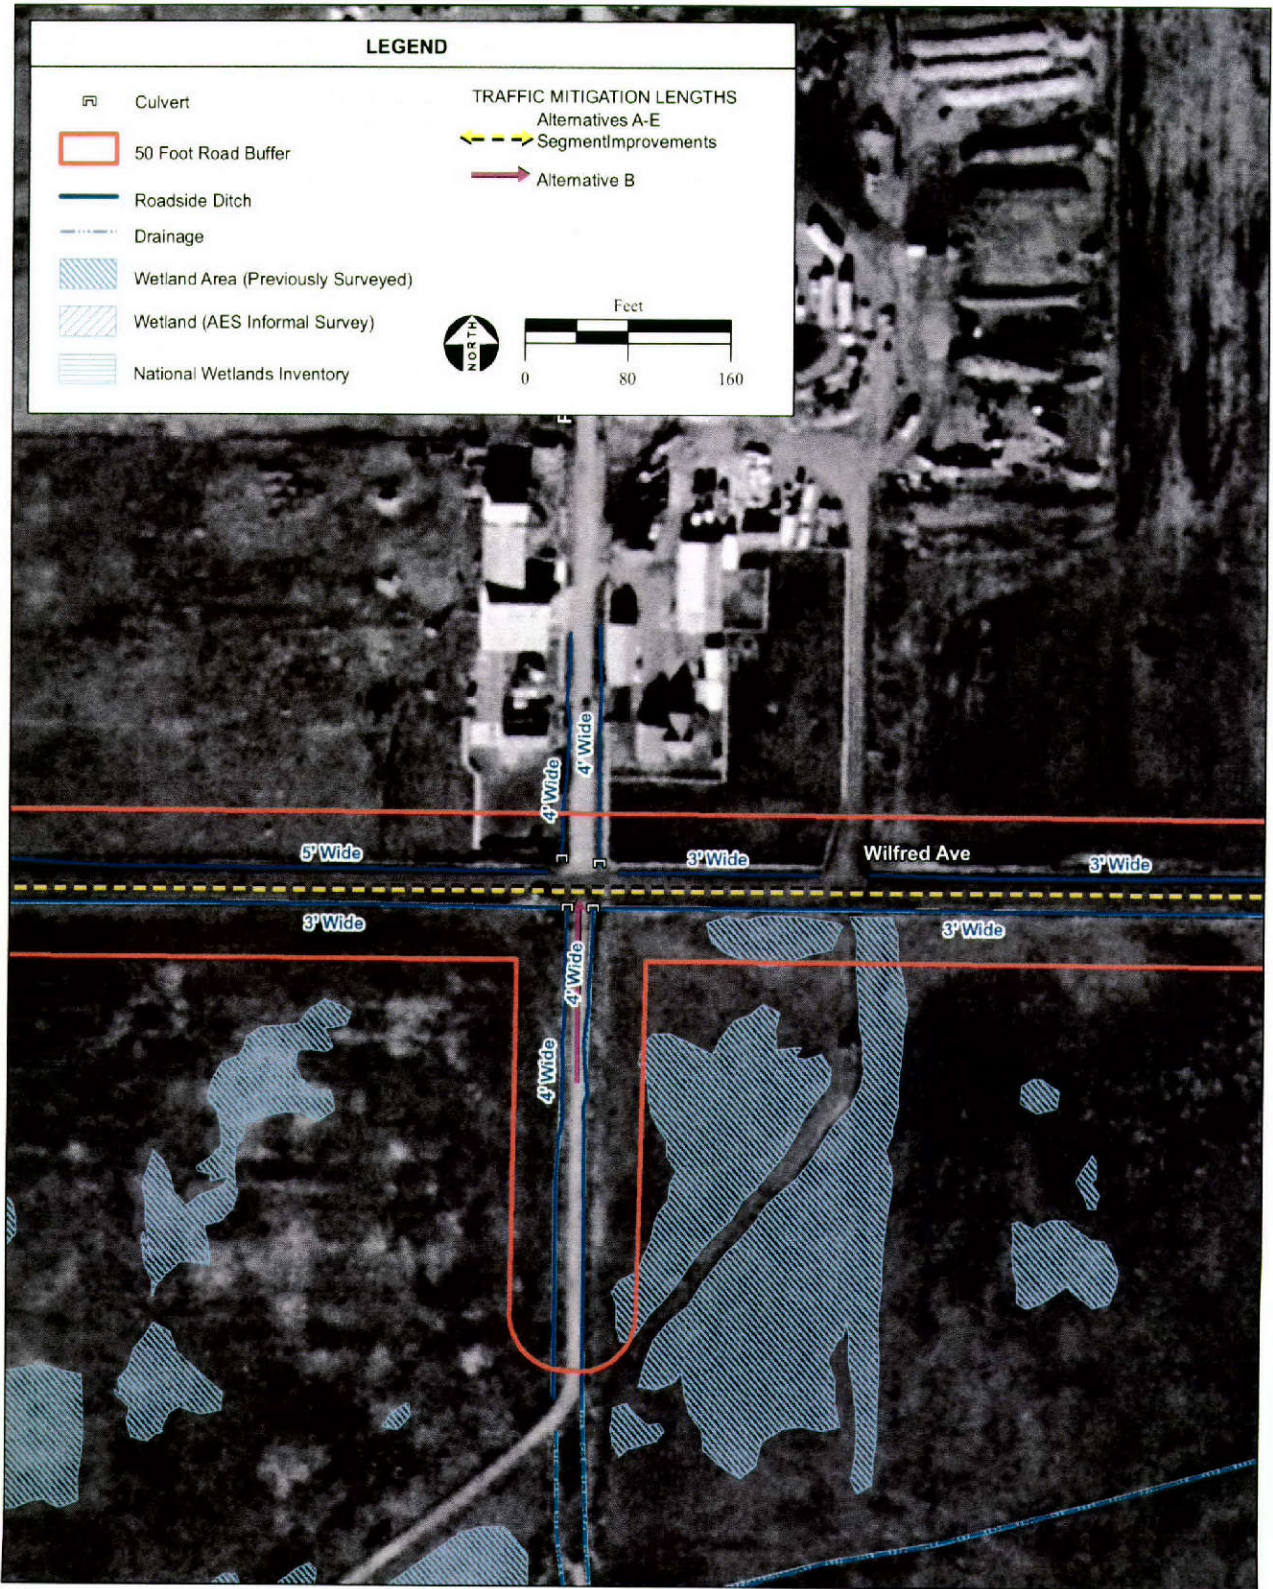 LEGEND
Culvert
50 Foot Road Buffer
Roadside Ditch
Drainage
Wetland Area (Previously Surveyed)
Wetland (AES Informal Survey)
National Wetlands Inventory
TRAFFIC MITIGATION LENGTHS
Alternatives A-E
SegmentImprovements
Alternative B
NORTH
Feet
0 80 160
4' Wide
4' Wide
5' Wide
3' Wide
Wilfred Ave
3' Wide
3' Wide
3' Wide
4' Wide
4' Wide